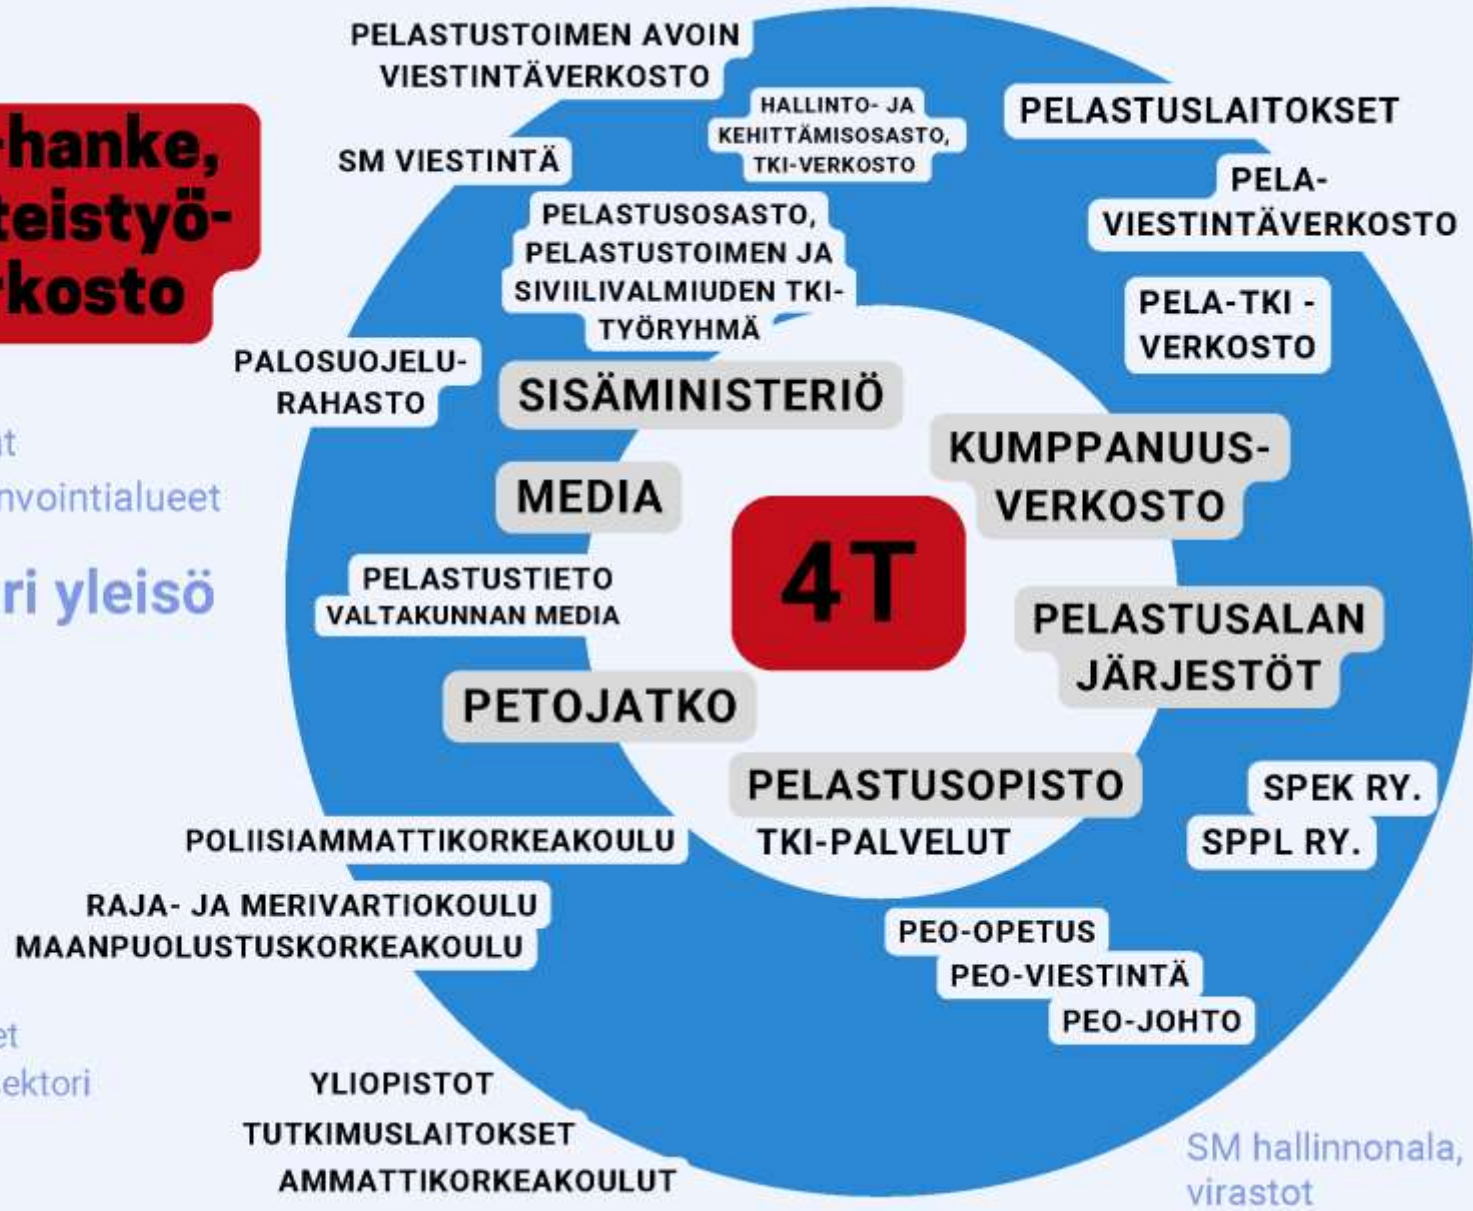 PELASTUSTOIMEN AVOIN
VIESTINTÄVERKOSTO
HALLINTO- JA
KEHITTÄMISOSASTO,
TKI-VERKOSTO
PELASTUSLAITOKSET
-hanke,
teistyö-
rkosto
SM VIESTINTÄ
PELA-
VIESTINTÄVERKOSTO
PELASTUSOSASTO,
PELASTUSTOIMEN JA
SIVIILIVALMIUDEN TKI-
TYÖRYHMÄ
PELA-TKI -
VERKOSTO
PALOSUOJELU-
RAHASTO
SISÄMINISTERIÖ
KUMPPANUUS-
VERKOSTO
nvointialueet
MEDIA
4T
ri yleisö
PELASTUSTIETO
VALTAKUNNAN MEDIA
PELASTUSALAN
JÄRJESTÖT
PETOJATKO
PELASTUSOPISTO
TKI-PALVELUT
SPEK RY.
SPPL RY.
POLIISIAMMATTIKORKEAKOULU
RAJA- JA MERIVARTIOKOULU
MAANPUOLUSTUSKORKEAKOULU
PEO-OPETUS
PEO-VIESTINTÄ
PEO-JOHTO
et
ektori
YLIOPISTOT
TUTKIMUSLAITOKSET
AMMATTIKORKEAKOULUT
SM hallinnonala,
virastot